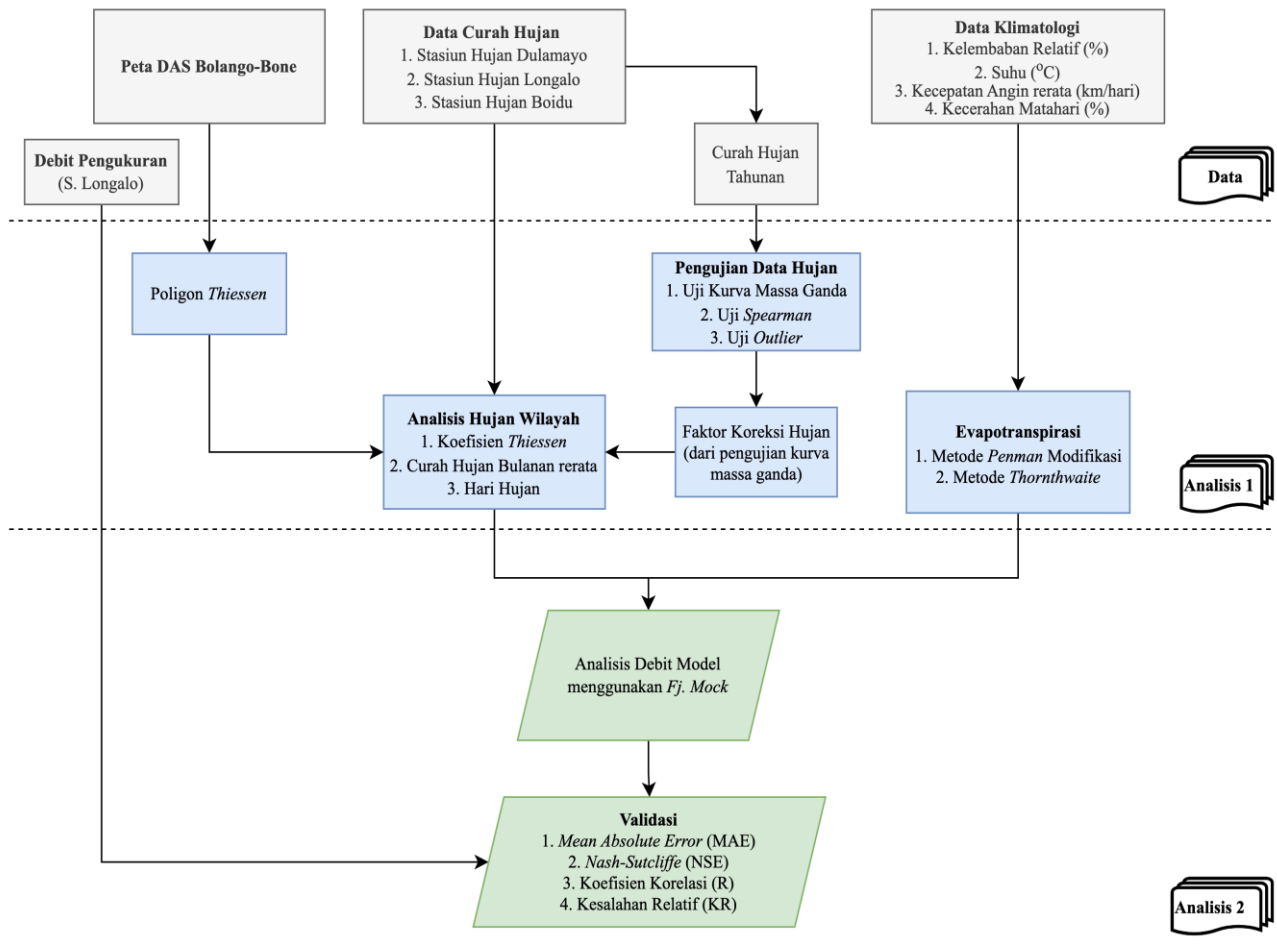 Peta DAS Bolango-Bone
Data Curah Hujan
1. Stasiun Hujan Dulamayo
2. Stasiun Hujan Longalo
3. Stasiun Hujan Boidu
Data Klimatologi
1. Kelembaban Relatif (%)
2. Suhu (°C)
3. Kecepatan Angin rerata (km/hari)
4. Kecerahan Matahari (%)
Debit Pengukuran
(S. Longalo)
Curah Hujan
Tahunan
Data
Poligon Thiessen
Pengujian Data Hujan
1. Uji Kurva Massa Ganda
2. Uji Spearman
3. Uji Outlier
Analisis Hujan Wilayah
1. Koefisien Thiessen
2. Curah Hujan Bulanan rerata
3. Hari Hujan
Faktor Koreksi Hujan
(dari pengujian kurva
massa ganda)
Evapotranspirasi
1. Metode Penman Modifikasi
2. Metode Thornthwaite
Analisis 1
Analisis Debit Model
menggunakan Fj. Mock
Validasi
1. Mean Absolute Error (MAE)
2. Nash-Sutcliffe (NSE)
3. Koefisien Korelasi (R)
4. Kesalahan Relatif (KR)
Analisis 2